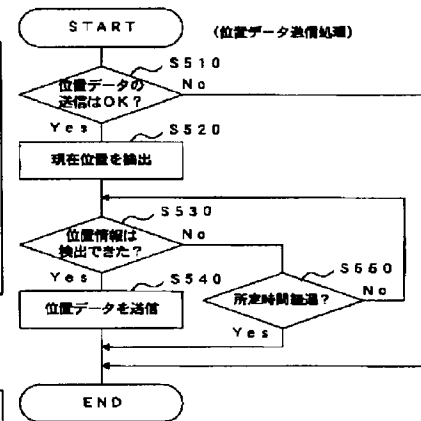 START
(位置データ送信処理)
S510
位置データの
送信はOK?
No
Yes
S520
現在位置を検出
S530
位置情報は
検出できた?
No
Yes
S540
S550
位置データを送信
所定時間経過?
No
Yes
END